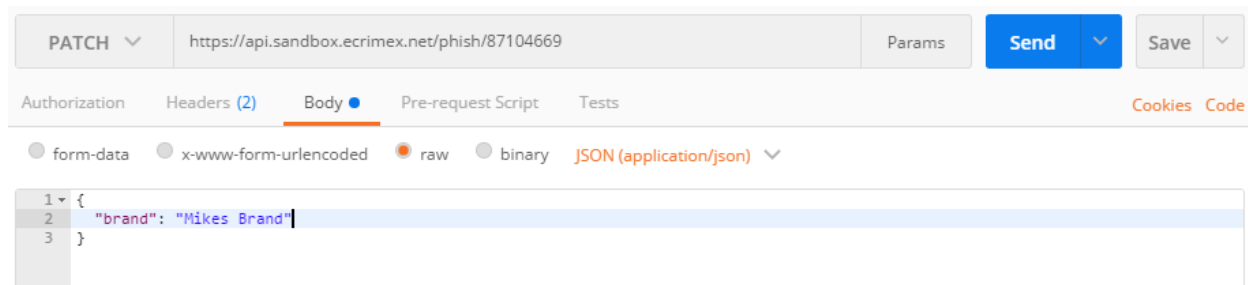 PATCH https://api.sandbox.ecrimex.net/phish/87104669 Params Send Save
Authorization Headers (2) Body Pre-request Script Tests Cookies Code
form-data x-www-form-urlencoded raw binary JSON (application/json)
1 {
2 "brand": "Mikes Brand"
3 }